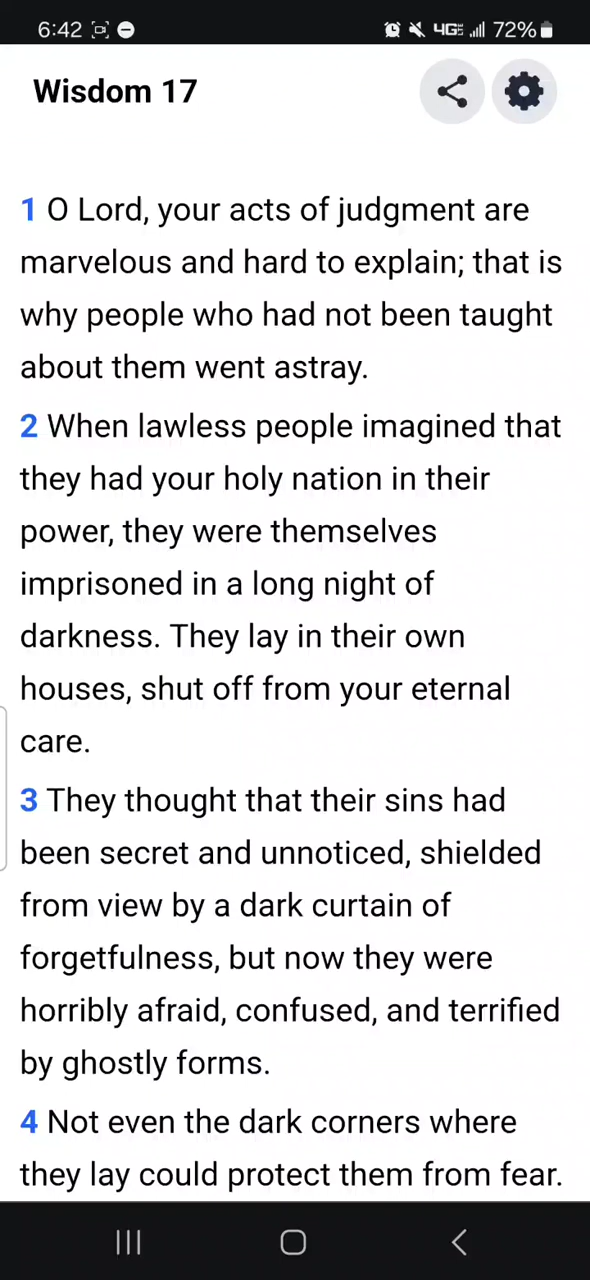 6:42 4GE 72%
Wisdom 17
1 O Lord, your acts of judgment are
marvelous and hard to explain; that is
why people who had not been taught
about them went astray.
2 When lawless people imagined that
they had your holy nation in their
power, they were themselves
imprisoned in a long night of
darkness. They lay in their own
houses, shut off from your eternal
care.
3 They thought that their sins had
been secret and unnoticed, shielded
from view by a dark curtain of
forgetfulness, but now they were
horribly afraid, confused, and terrified
by ghostly forms.
4 Not even the dark corners where
they lay could protect them from fear.